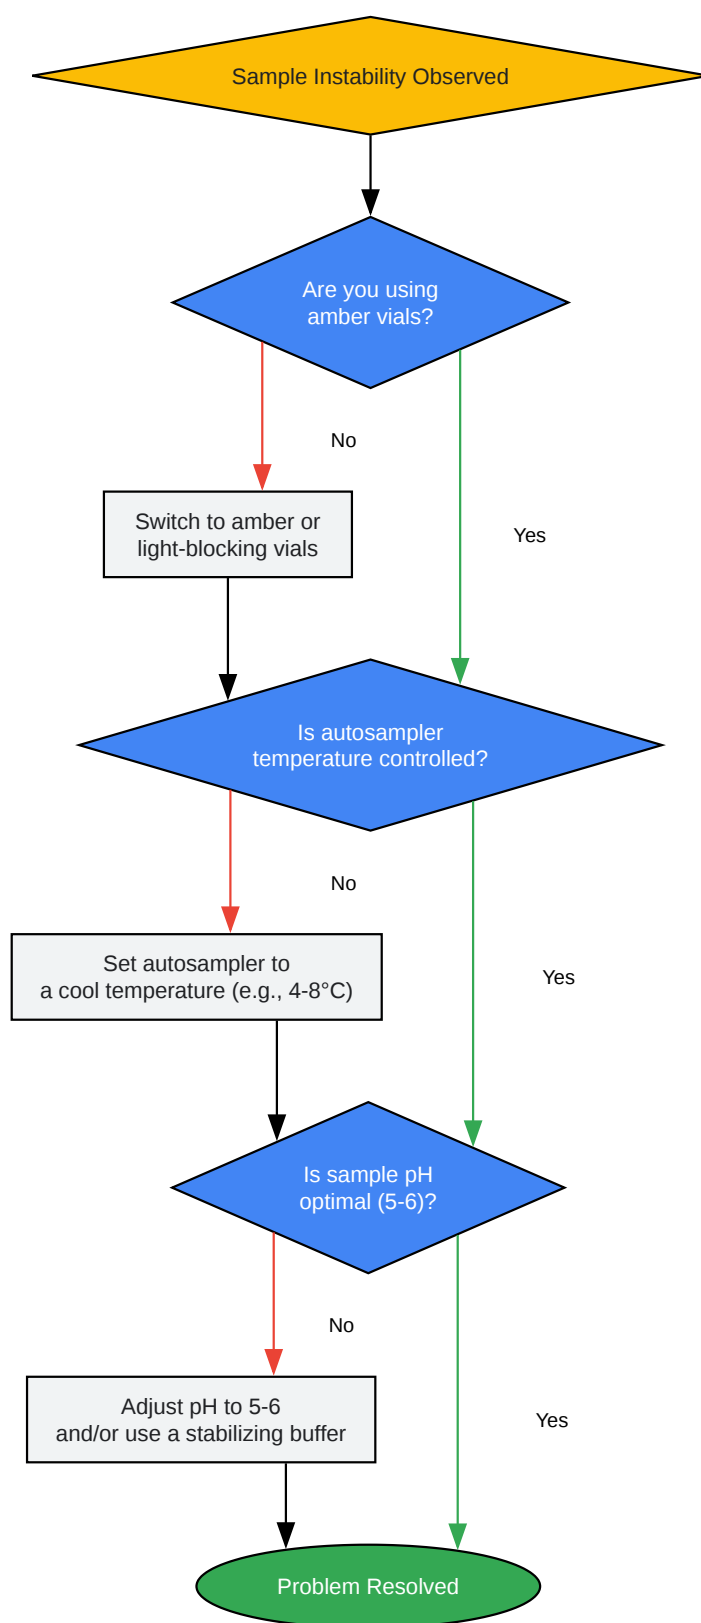 Sample Instability Observed
Are you using
amber vials?
No
Switch to amber or
light-blocking vials
Yes
Is autosampler
temperature controlled?
No
Set autosampler to
a cool temperature (e.g., 4-8°C)
Yes
Is sample pH
optimal (5-6)?
No
Adjust pH to 5-6
and/or use a stabilizing buffer
Yes
Problem Resolved